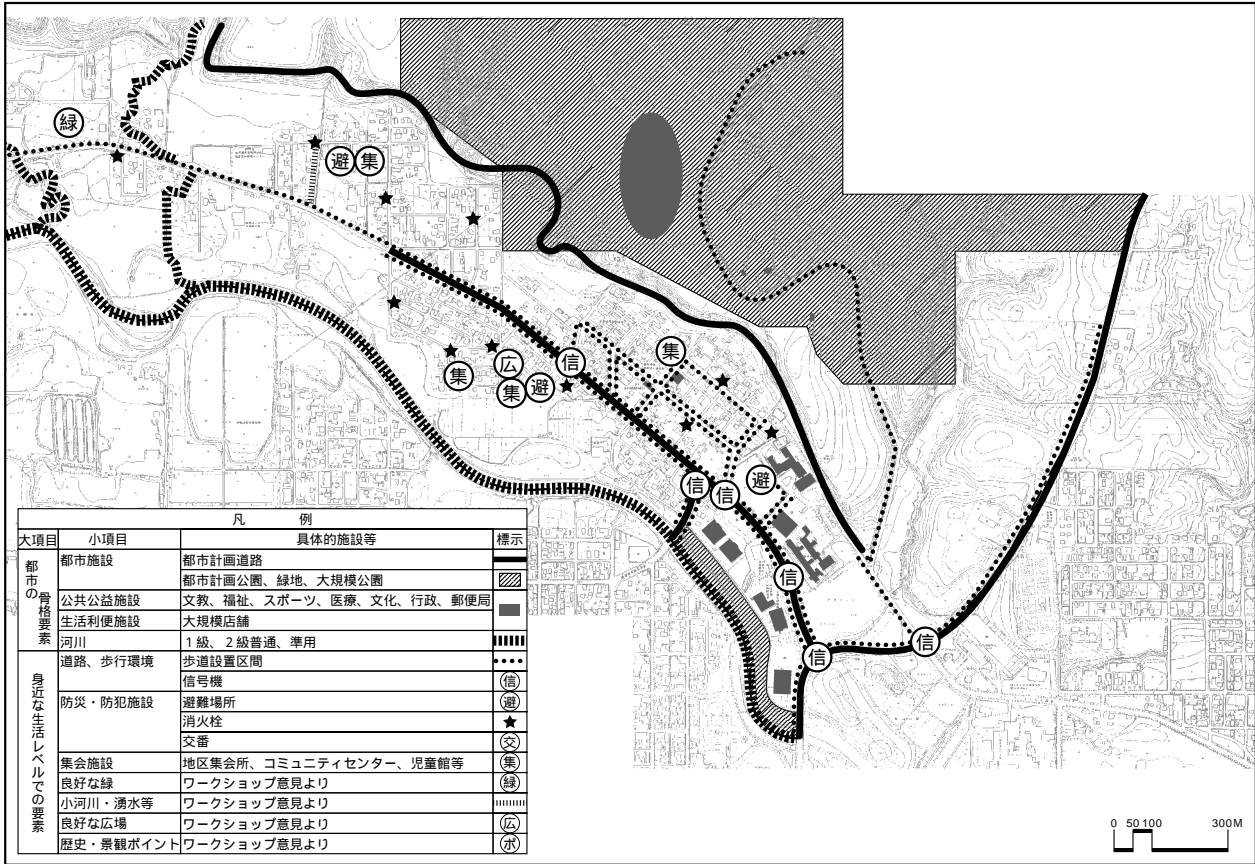 緑
避 集
集
集
広
集 避
信
信 信
避
信
信
信
凡 例
大項目 小項目 具体的施設等 標示
都市の骨格要素
都市施設 都市計画道路
都市計画公園、緑地、大規模公園
公共公益施設 文教、福祉、スポーツ、医療、文化、行政、郵便局
生活利便施設 大規模店舗
河川 1級、2級普通、準用
身近な生活レベルでの要素
道路、歩行環境 歩道設置区間
信号機 信
防災・防犯施設 避難場所 避
消火栓
交番 交
集会施設 地区集会所、コミュニティセンター、児童館等 集
良好な緑 ワークショップ意見より 緑
小河川・湧水等 ワークショップ意見より
良好な広場 ワークショップ意見より 広
歴史・景観ポイント ワークショップ意見より ポ
0 50 100 300M